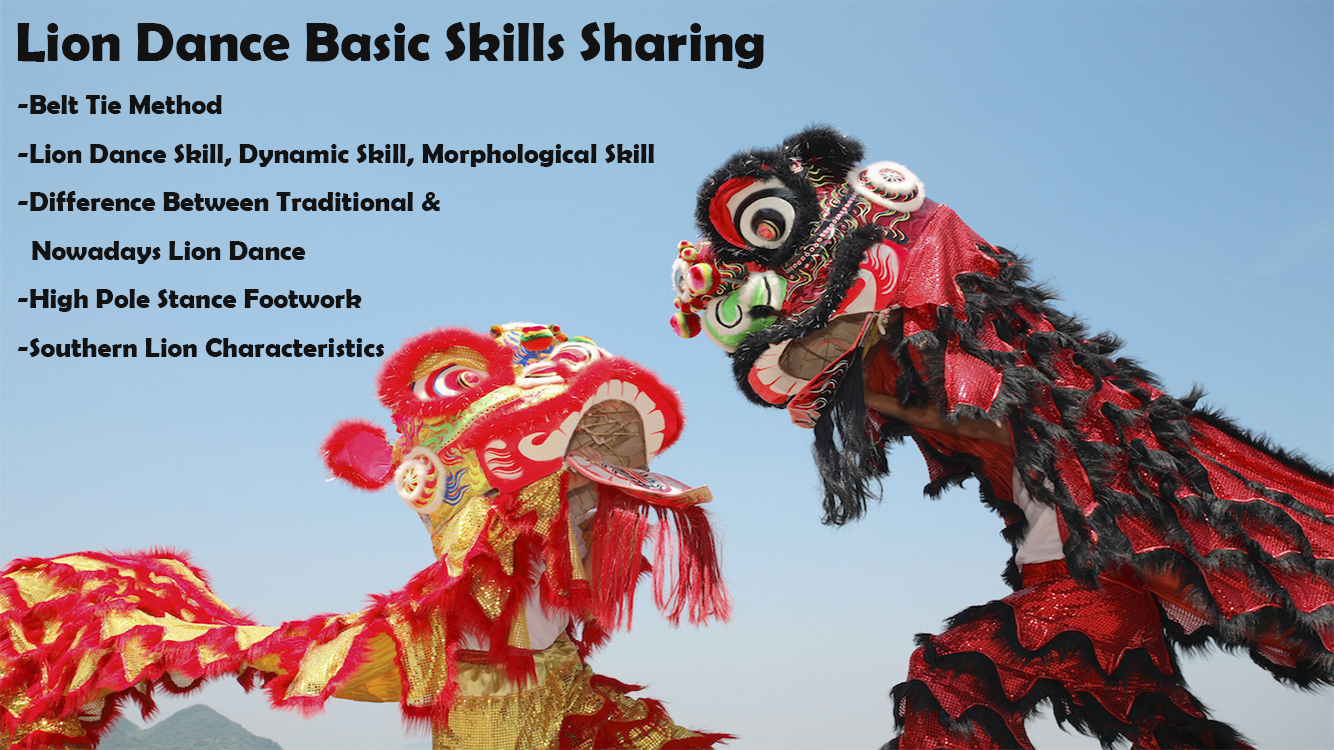 Lion Dance Basic Skills Sharing
-Belt Tie Method
-Lion Dance Skill, Dynamic Skill, Morphological Skill
-Difference Between Traditional &
Nowadays Lion Dance
-High Pole Stance Footwork
-Southern Lion Characteristics